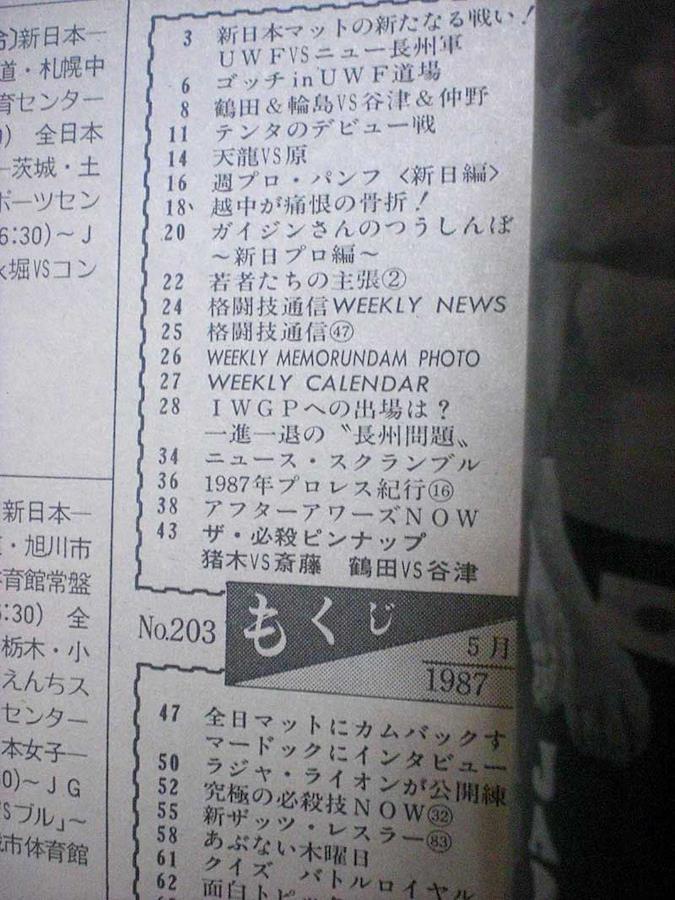 合)新日本―
道・札幌中
育センター
0) 全日本
―茨城・土
ポーツセン
6:30)～J
永堀VSコン
新日本―
・旭川市
育館常盤
:30) 全
栃木・小
えんちス
センター
本女子―
0)～JG
VSブル」～
城市体育館
3 新日本マットの新たなる戦い!
UWFVSニュー長州軍
6 ゴッチinUWF道場
8 鶴田&輪島VS谷津&仲野
11 テンタのデビュー戦
14 天龍VS原
16 週プロ・パンフ<新日編>
18 越中が痛恨の骨折!
20 ガイジンさんのつうしんぼ
～新日プロ編～
22 若者たちの主張②
24 格闘技通信WEEKLY NEWS
25 格闘技通信㊼
26 WEEKLY MEMORUNDAM PHOTO
27 WEEKLY CALENDAR
28 IWGPへの出場は?
一進一退の〝長州問題〟
34 ニュース・スクランブル
36 1987年プロレス紀行⑯
38 アフターアワーズNOW
43 ザ・必殺ピンナップ
猪木VS斎藤 鶴田VS谷津
No.203 もくじ 5月
1987
47 全日マットにカムバックす
マードックにインタビュー
50 ラジャ・ライオンが公開練
52 究極の必殺技NOW㉜
55 新ザッツ・レスラー(83)
58 あぶない木曜日
61 クイズ バトルロイヤル
62 面白トピ
JA